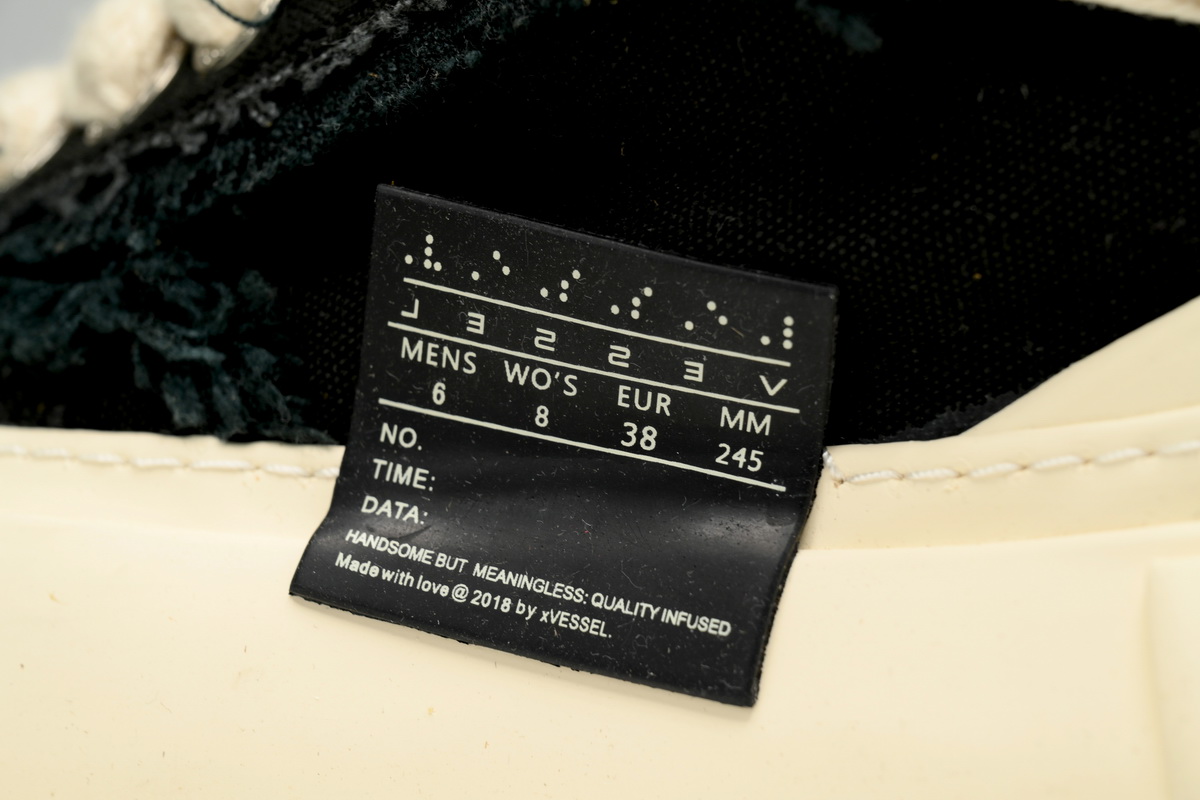 ⅃ Ǝ Ƨ Ƨ Ǝ V
MENS WO'S EUR MM
6 8 38 245
NO.
TIME:
DATA:
HANDSOME BUT MEANINGLESS: QUALITY INFUSED
Made with love @ 2018 by xVESSEL.